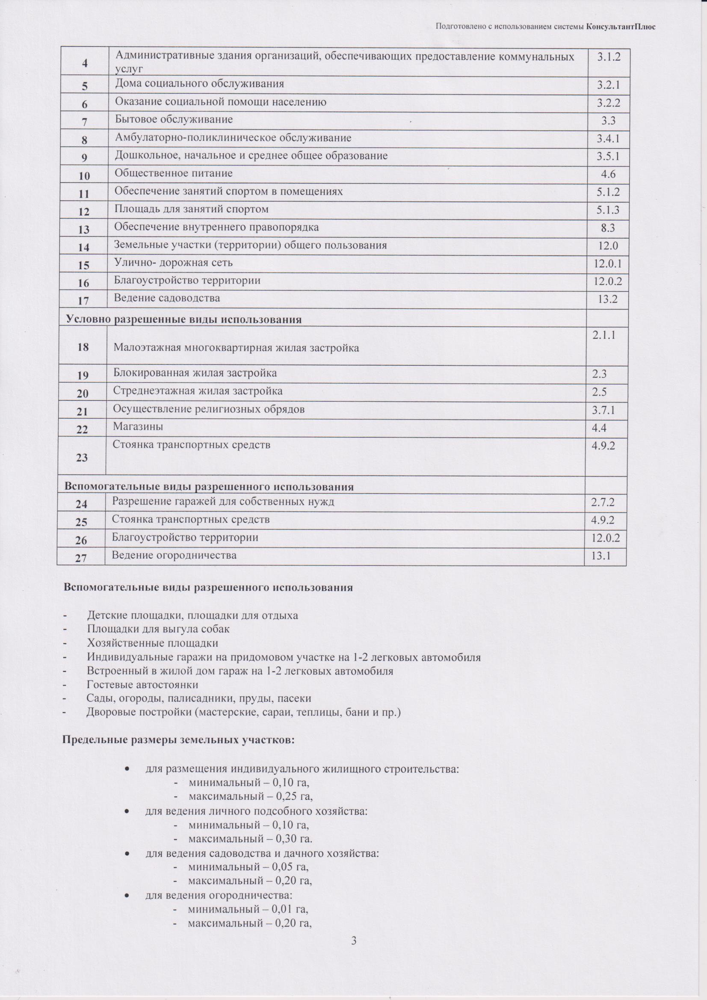 Подготовлено с использованием системы КонсультантПлюс
4 Административные здания организаций, обеспечивающих предоставление коммунальных 3.1.2
услуг
5 Дома социального обслуживания 3.2.1
6 Оказание социальной помощи населению 3.2.2
7 Бытовое обслуживание 3.3
8 Амбулаторно-поликлиническое обслуживание 3.4.1
9 Дошкольное, начальное и среднее общее образование 3.5.1
10 Общественное питание 4.6
11 Обеспечение занятий спортом в помещениях 5.1.2
12 Площадь для занятий спортом 5.1.3
13 Обеспечение внутреннего правопорядка 8.3
14 Земельные участки (территории) общего пользования 12.0
15 Улично- дорожная сеть 12.0.1
16 Благоустройство территории 12.0.2
17 Ведение садоводства 13.2
Условно разрешенные виды использования
18 Малоэтажная многоквартирная жилая застройка 2.1.1
19 Блокированная жилая застройка 2.3
20 Стреднеэтажная жилая застройка 2.5
21 Осуществление религиозных обрядов 3.7.1
22 Магазины 4.4
23 Стоянка транспортных средств 4.9.2
Вспомогательные виды разрешенного использования
24 Разрешение гаражей для собственных нужд 2.7.2
25 Стоянка транспортных средств 4.9.2
26 Благоустройство территории 12.0.2
27 Ведение огородничества 13.1
Вспомогательные виды разрешенного использования
- Детские площадки, площадки для отдыха
- Площадки для выгула собак
- Хозяйственные площадки
- Индивидуальные гаражи на придомовом участке на 1-2 легковых автомобиля
- Встроенный в жилой дом гараж на 1-2 легковых автомобиля
- Гостевые автостоянки
- Сады, огороды, палисадники, пруды, пасеки
- Дворовые постройки (мастерские, сараи, теплицы, бани и пр.)
Предельные размеры земельных участков:
• для размещения индивидуального жилищного строительства:
- минимальный – 0,10 га,
- максимальный – 0,25 га,
• для ведения личного подсобного хозяйства:
- минимальный – 0,10 га,
- максимальный – 0,30 га.
• для ведения садоводства и дачного хозяйства:
- минимальный – 0,05 га,
- максимальный – 0,20 га,
• для ведения огородничества:
- минимальный – 0,01 га,
- максимальный – 0,20 га,
3